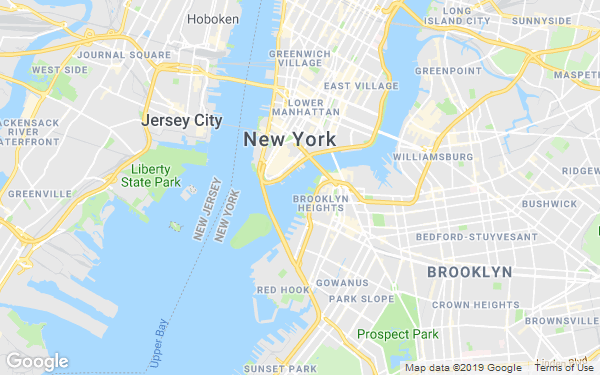 Hoboken
LONG
ISLAND CITY
SUNNYSIDE
JOURNAL SQUARE
GREENWICH
VILLAGE
WEST SIDE
GREENPOINT
MASPETH
EAST VILLAGE
LOWER
MANHATTAN
Jersey City
HACKENSACK
RIVER
WATERFRONT
New York
WILLIAMSBURG
Liberty
State Park
RIDGEW
GREENVILLE
NEW JERSEY
NEW YORK
BROOKLYN
HEIGHTS
BUSHWICK
BEDFORD-STUYVESANT
BROOKLYN
GOWANUS
RED HOOK
PARK SLOPE
CROWN HEIGHTS
BROWNSVILLE
Upper Bay
Prospect Park
Google
SUNSET PARK
Map data ©2019 Google
Terms of Use